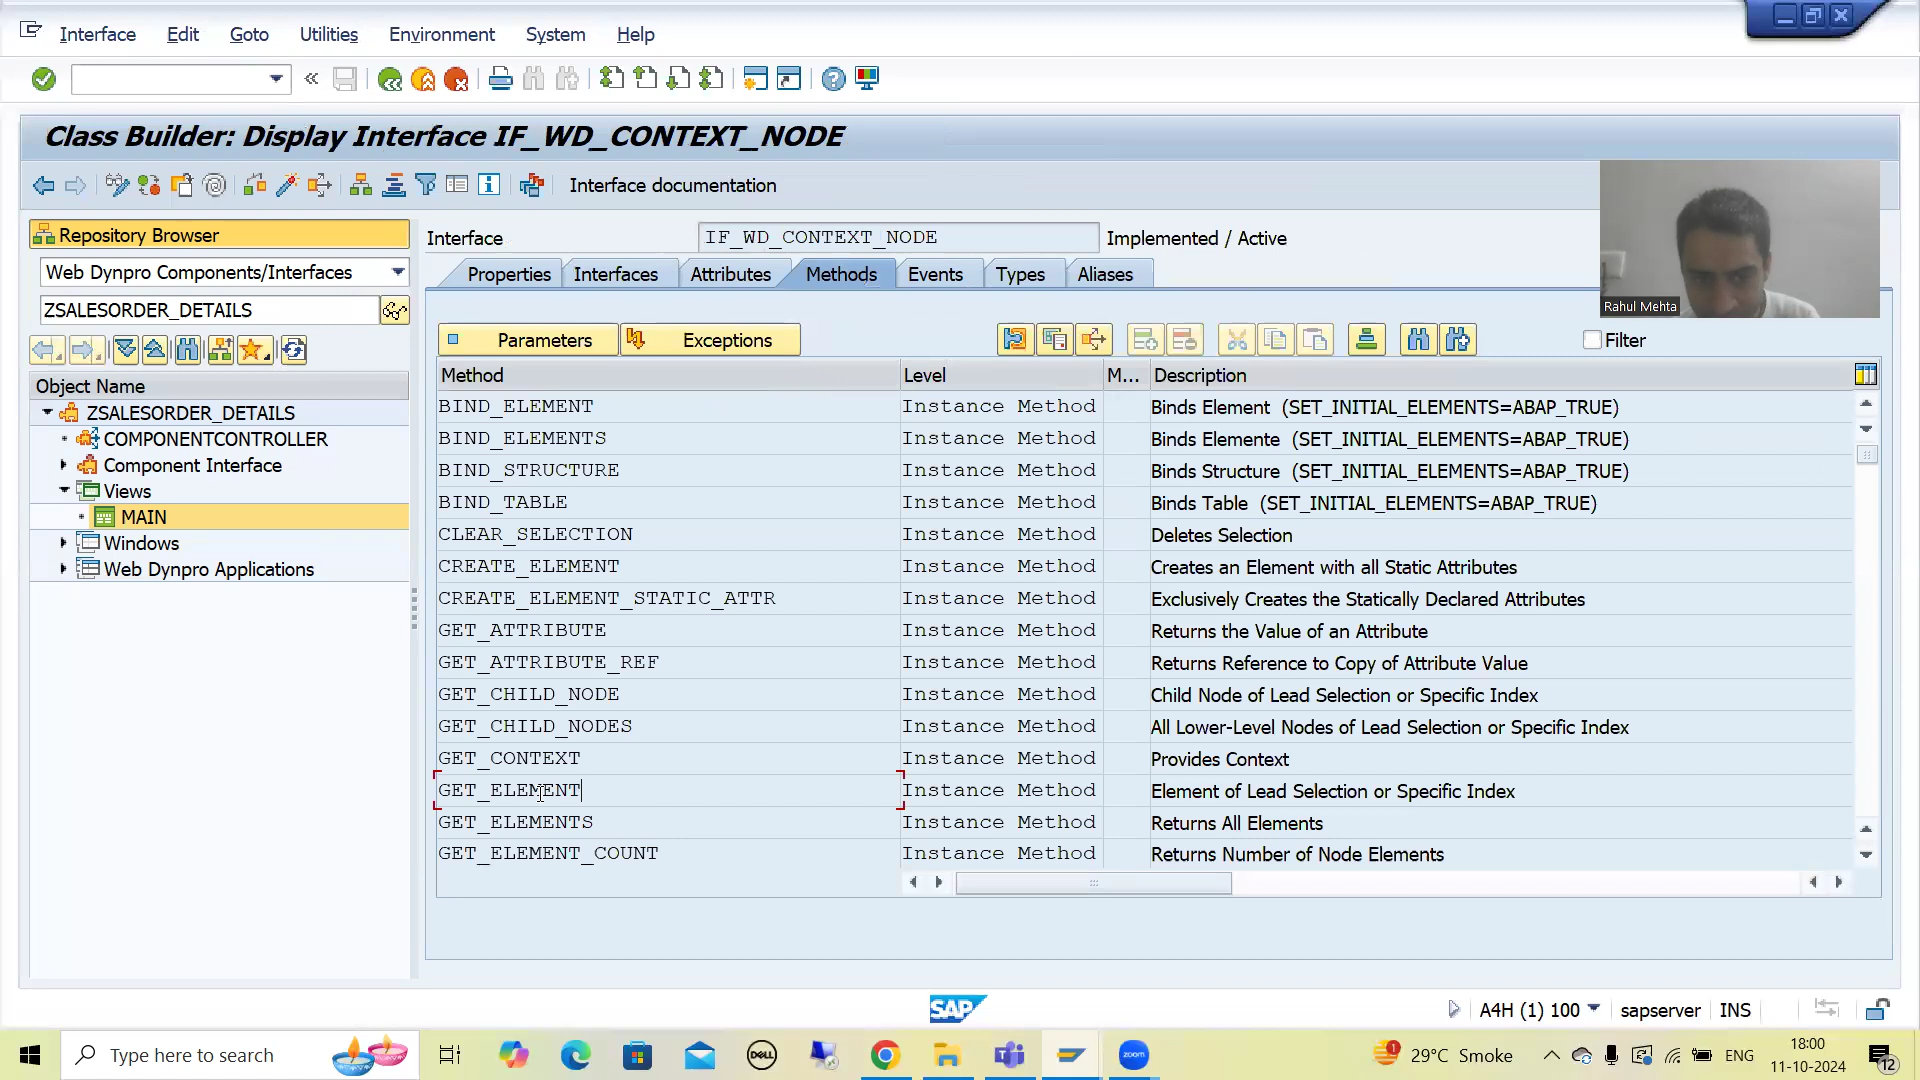 Interface Edit Goto Utilities Environment System Help
Class Builder: Display Interface IF_WD_CONTEXT_NODE
Interface documentation
Repository Browser
Web Dynpro Components/Interfaces
ZSALESORDER_DETAILS
Object Name
ZSALESORDER_DETAILS
COMPONENTCONTROLLER
Component Interface
Views
MAIN
Windows
Web Dynpro Applications
Interface IF_WD_CONTEXT_NODE Implemented / Active
Properties Interfaces Attributes Methods Events Types Aliases
Parameters Exceptions Filter
Method Level M... Description
BIND_ELEMENT Instance Method Binds Element (SET_INITIAL_ELEMENTS=ABAP_TRUE)
BIND_ELEMENTS Instance Method Binds Elemente (SET_INITIAL_ELEMENTS=ABAP_TRUE)
BIND_STRUCTURE Instance Method Binds Structure (SET_INITIAL_ELEMENTS=ABAP_TRUE)
BIND_TABLE Instance Method Binds Table (SET_INITIAL_ELEMENTS=ABAP_TRUE)
CLEAR_SELECTION Instance Method Deletes Selection
CREATE_ELEMENT Instance Method Creates an Element with all Static Attributes
CREATE_ELEMENT_STATIC_ATTR Instance Method Exclusively Creates the Statically Declared Attributes
GET_ATTRIBUTE Instance Method Returns the Value of an Attribute
GET_ATTRIBUTE_REF Instance Method Returns Reference to Copy of Attribute Value
GET_CHILD_NODE Instance Method Child Node of Lead Selection or Specific Index
GET_CHILD_NODES Instance Method All Lower-Level Nodes of Lead Selection or Specific Index
GET_CONTEXT Instance Method Provides Context
GET_ELEMENT Instance Method Element of Lead Selection or Specific Index
GET_ELEMENTS Instance Method Returns All Elements
GET_ELEMENT_COUNT Instance Method Returns Number of Node Elements
Rahul Mehta
SAP
A4H (1) 100 sapserver INS
Type here to search
DELL
zoom
1
29°C Smoke
ENG
18:00
11-10-2024
12